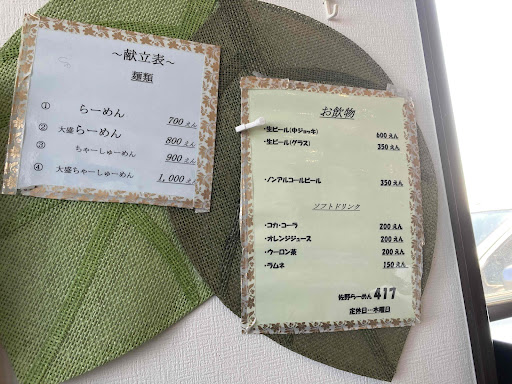 ～献立表～
麺類
① らーめん 700えん
② 大盛らーめん 800えん
③ ちゃーしゅーめん 900えん
④ 大盛ちゃーしゅーめん 1,000えん
お飲物
・生ビール(中ジョッキ) 600えん
・生ビール(グラス) 350えん
・ノンアルコールビール 350えん
ソフトドリンク
・コカ・コーラ 200えん
・オレンジジュース 200えん
・ウーロン茶 200えん
・ラムネ 150えん
佐野らーめん 417
定休日…水曜日